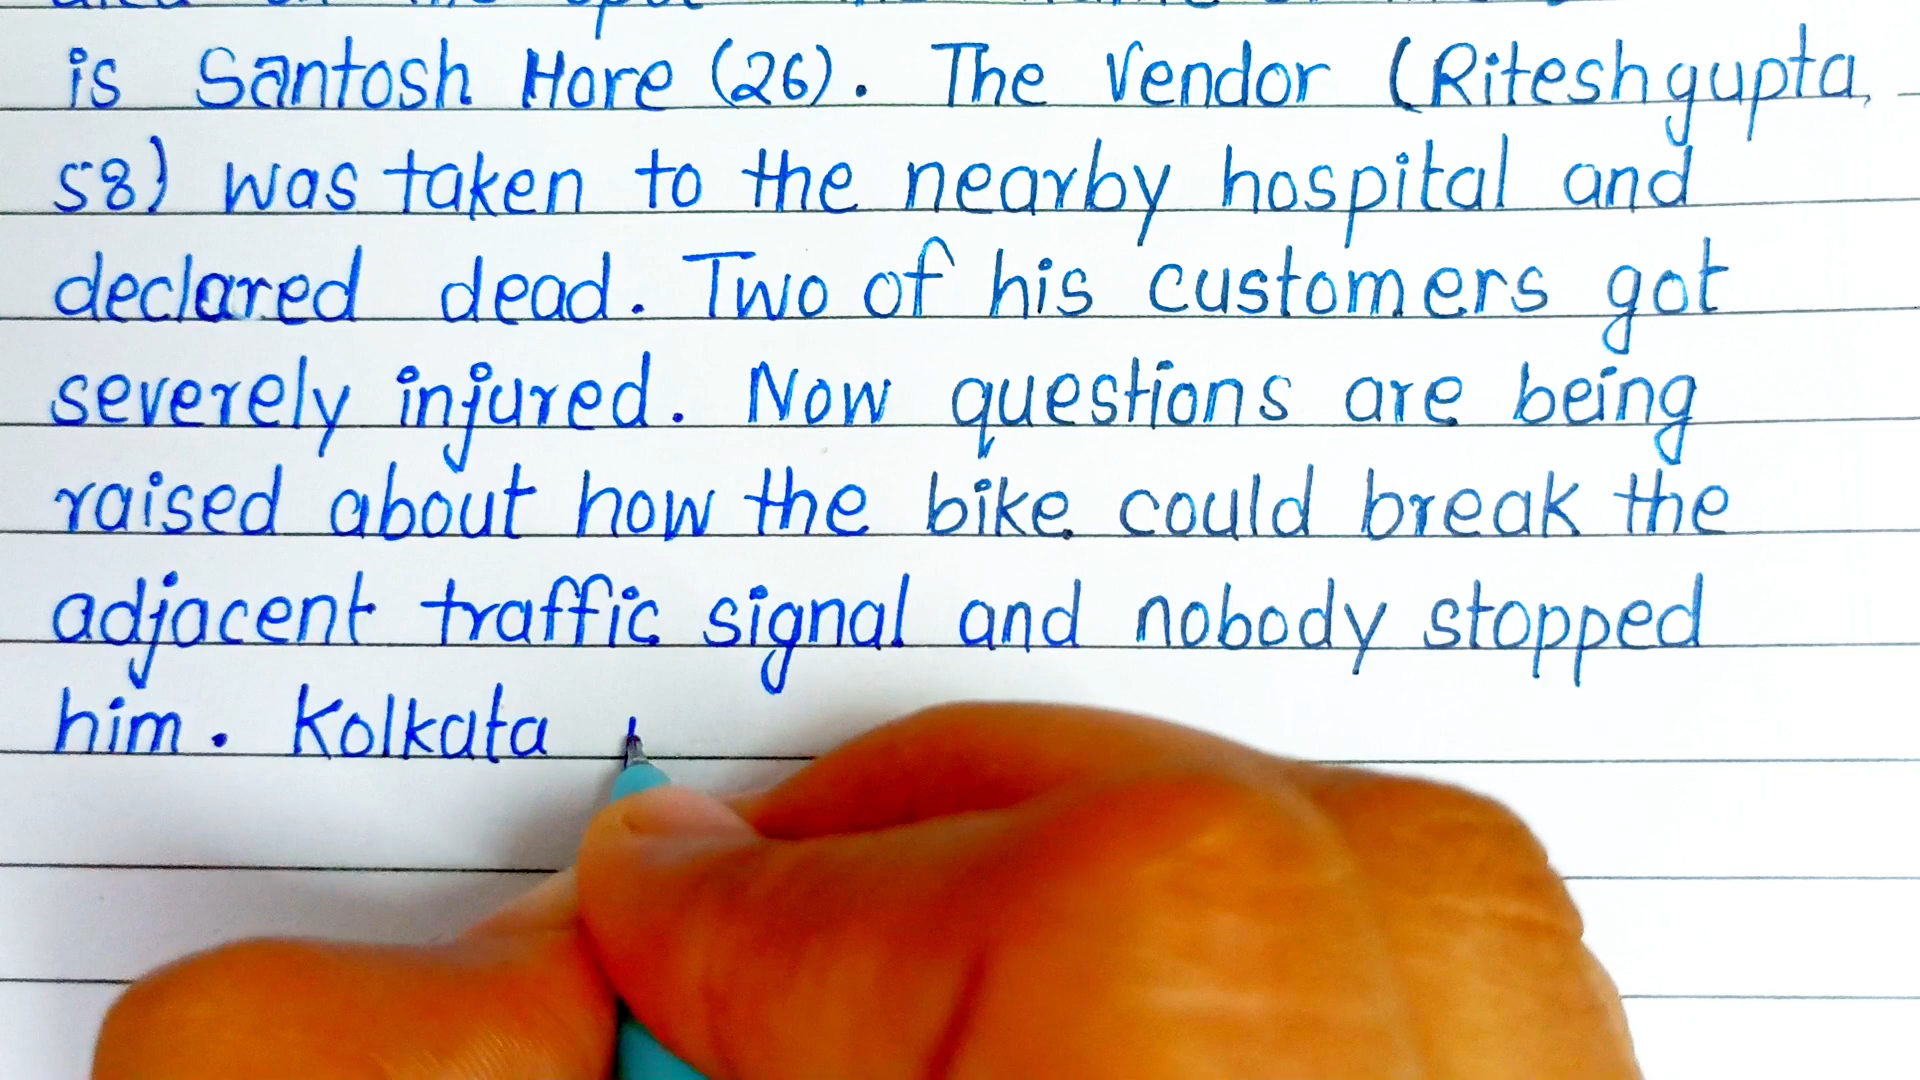 is Santosh Hore (26). The Vendor (Ritesh gupta,
58) was taken to the nearby hospital and
declared dead. Two of his customers got
severely injured. Now questions are being
raised about how the bike could break the
adjacent traffic signal and nobody stopped
him. Kolkata